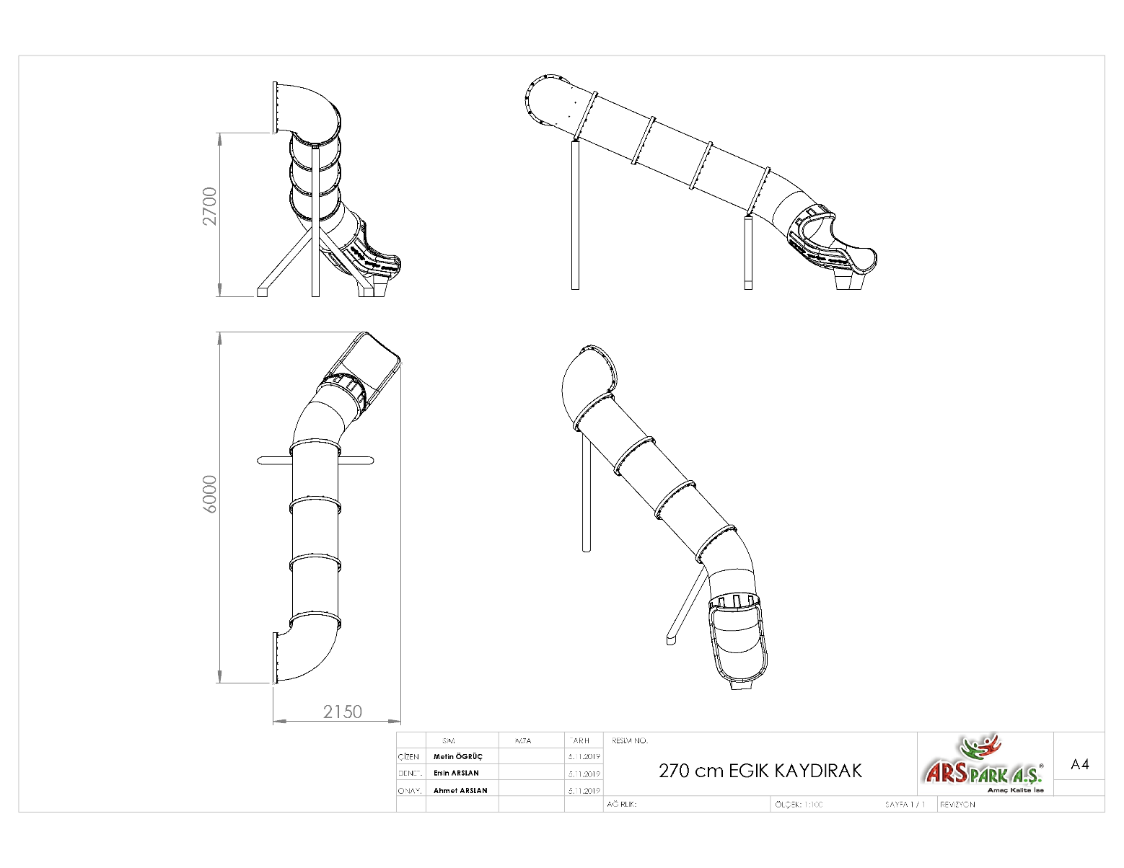 2700
6000
2150
İSİM İMZA TARİH RESİM NO.
ÇİZEN Metin ÖGRÜÇ 5.11.2019
DENET. Emin ARSLAN 5.11.2019
ONAY. Ahmet ARSLAN 5.11.2019
270 cm EGIK KAYDIRAK
ARSPARK A.Ş.®
Amaç Kalite ise
A4
AĞIRLIK: ÖLÇEK: 1:100 SAYFA 1 / 1 REVİZYON